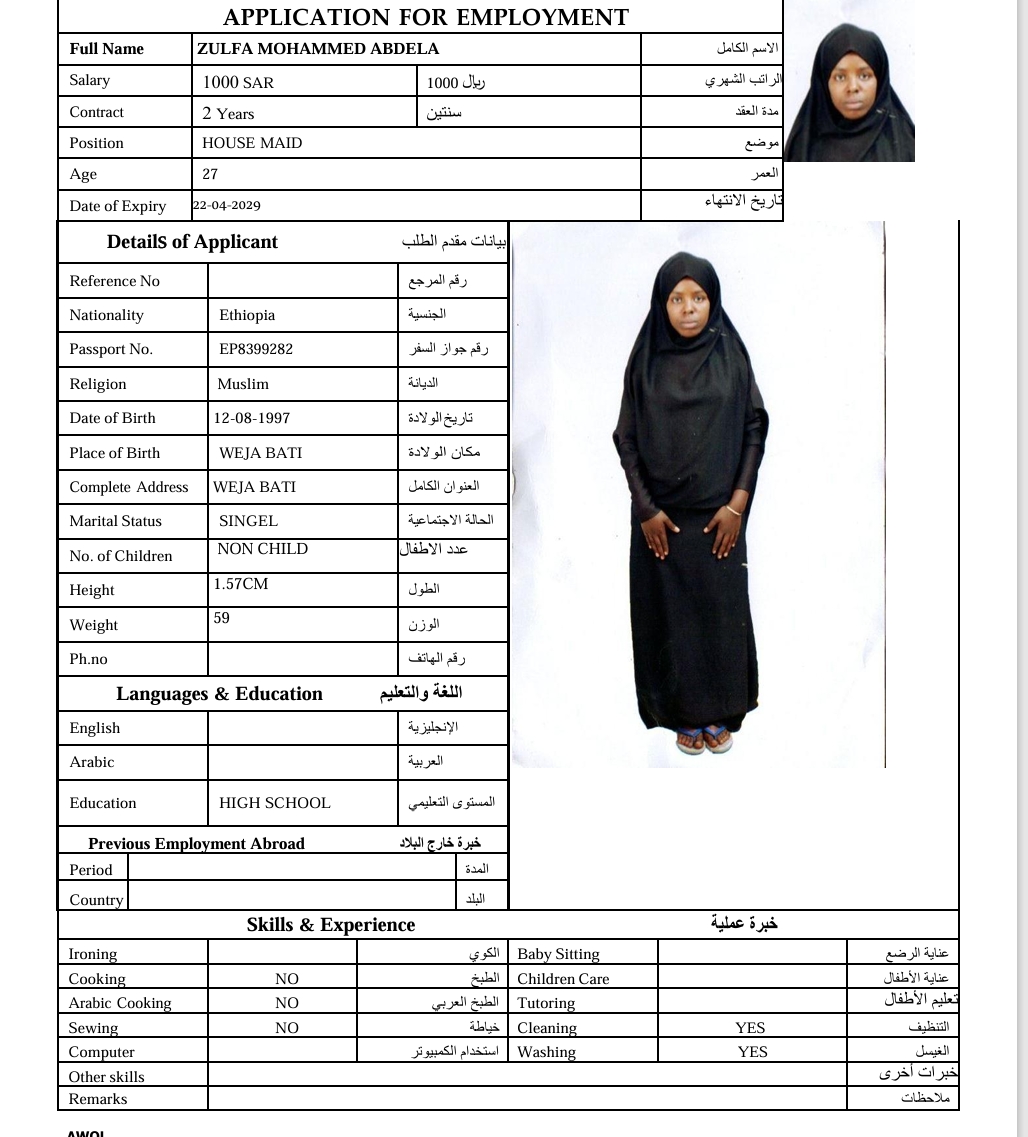 APPLICATION FOR EMPLOYMENT
Full Name ZULFA MOHAMMED ABDELA الاسم الكامل
Salary 1000 SAR 1000 ريال الراتب الشهري
Contract 2 Years سنتين مدة العقد
Position HOUSE MAID موضع
Age 27 العمر
Date of Expiry 22-04-2029 تاريخ الانتهاء
Details of Applicant بيانات مقدم الطلب
Reference No رقم المرجع
Nationality Ethiopia الجنسية
Passport No. EP8399282 رقم جواز السفر
Religion Muslim الديانة
Date of Birth 12-08-1997 تاريخ الولادة
Place of Birth WEJA BATI مكان الولادة
Complete Address WEJA BATI العنوان الكامل
Marital Status SINGEL الحالة الاجتماعية
No. of Children NON CHILD عدد الاطفال
Height 1.57CM الطول
Weight 59 الوزن
Ph.no رقم الهاتف
Languages & Education اللغة والتعليم
English الإنجليزية
Arabic العربية
Education HIGH SCHOOL المستوى التعليمي
Previous Employment Abroad خبرة خارج البلاد
Period المدة
Country البلد
Skills & Experience خبرة عملية
Ironing الكوي Baby Sitting عناية الرضع
Cooking NO الطبخ Children Care عناية الأطفال
Arabic Cooking NO الطبخ العربي Tutoring تعليم الأطفال
Sewing NO خياطة Cleaning YES التنظيف
Computer استخدام الكمبيوتر Washing YES الغيسل
Other skills خبرات أخرى
Remarks ملاحظات